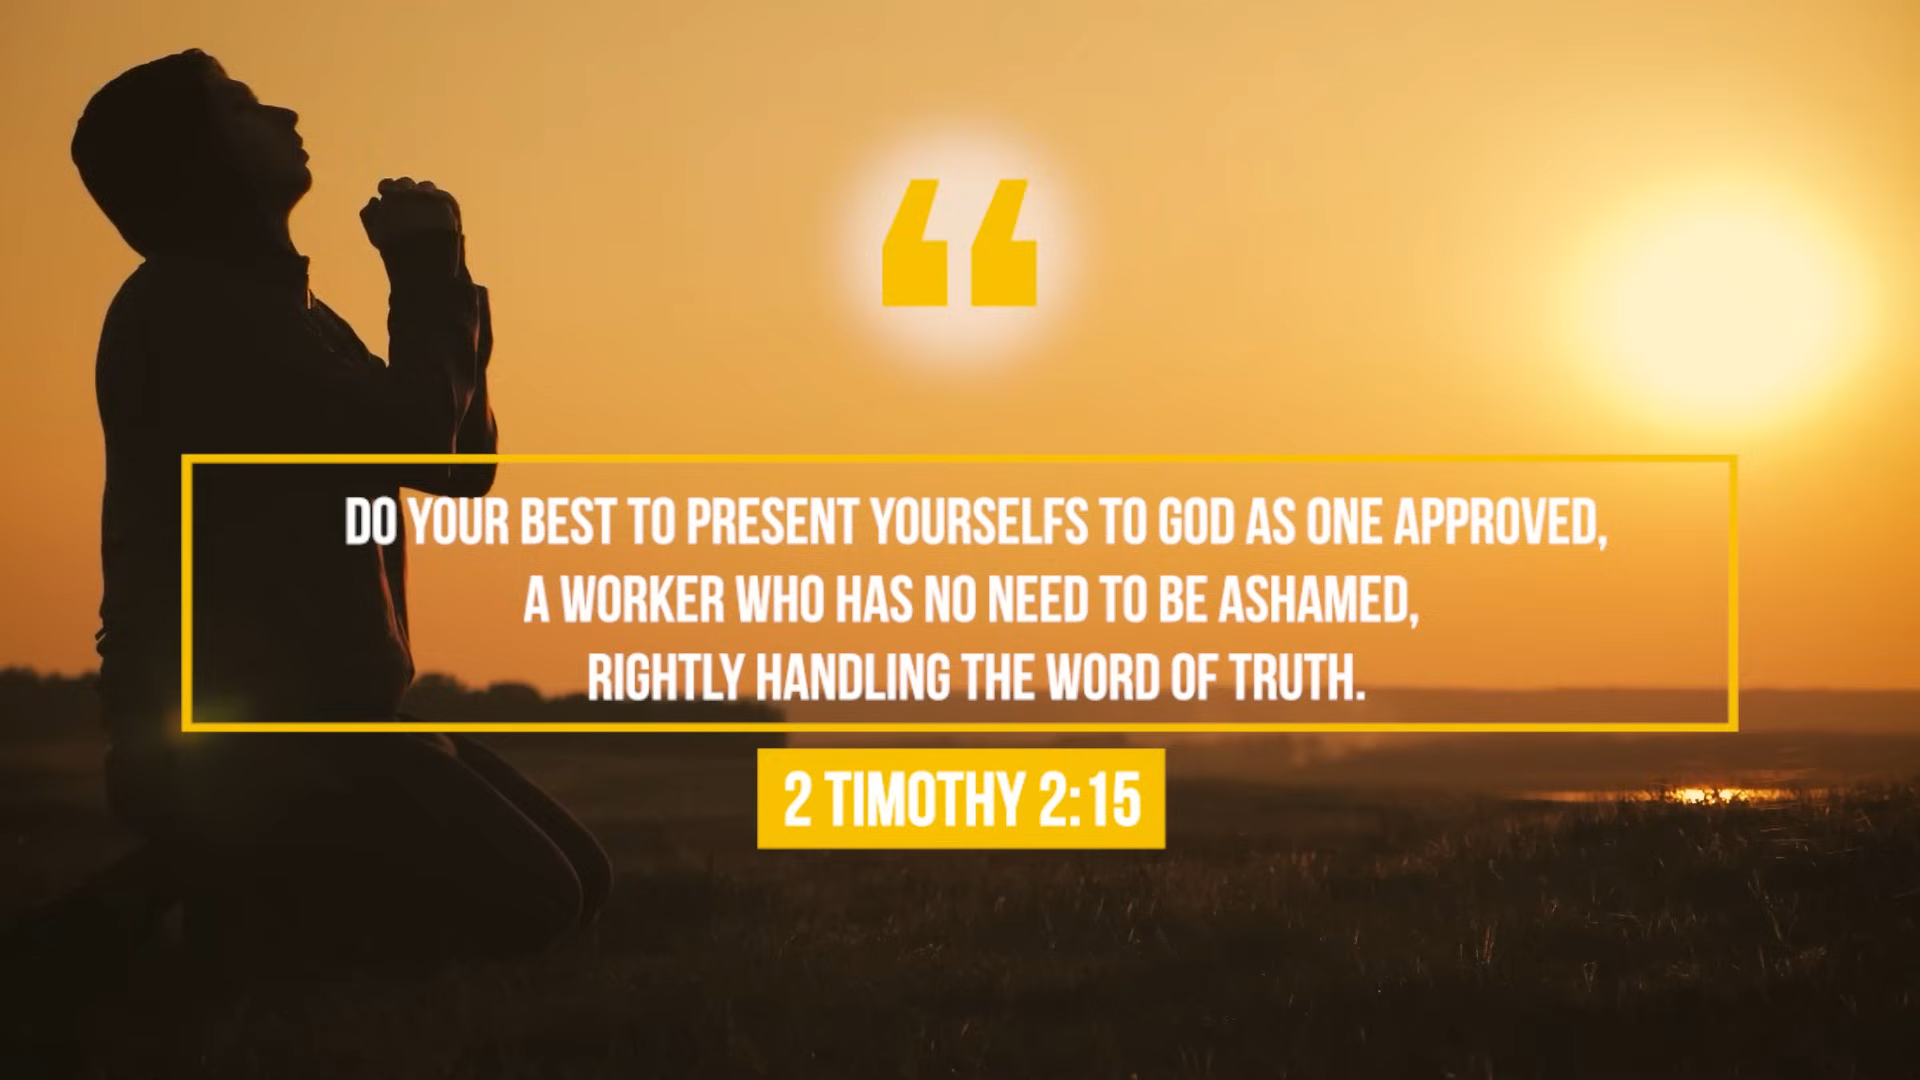 “
DO YOUR BEST TO PRESENT YOURSELFS TO GOD AS ONE APPROVED,
A WORKER WHO HAS NO NEED TO BE ASHAMED,
RIGHTLY HANDLING THE WORD OF TRUTH.
2 TIMOTHY 2:15